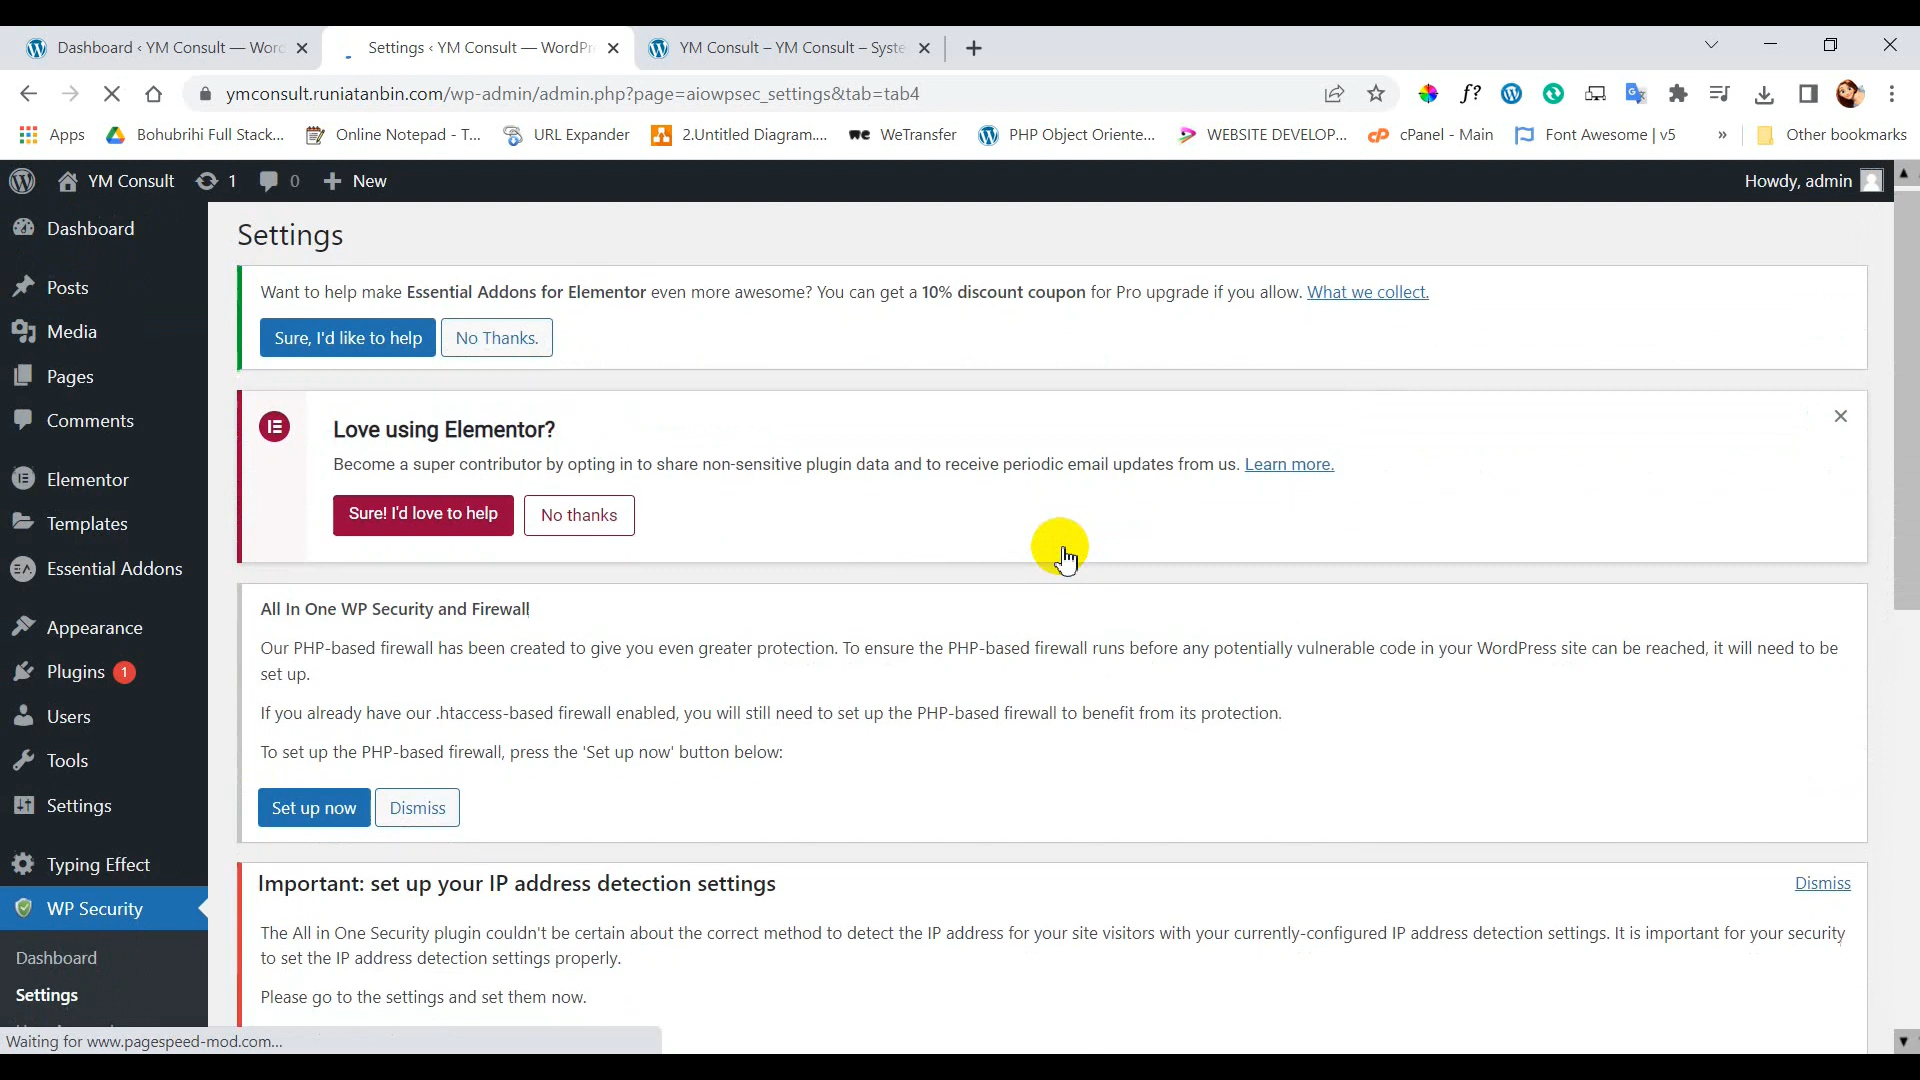 Dashboard ‹ YM Consult — Wor
Settings ‹ YM Consult — WordPr
YM Consult – YM Consult – Syste
ymconsult.runiatanbin.com/wp-admin/admin.php?page=aiowpsec_settings&tab=tab4
f?
Apps
Bohubrihi Full Stack...
Online Notepad - T...
URL Expander
2.Untitled Diagram....
WeTransfer
PHP Object Oriente...
WEBSITE DEVELOP...
cPanel - Main
Font Awesome | v5
»
Other bookmarks
YM Consult
1
0
New
Howdy, admin
Dashboard
Posts
Media
Pages
Comments
Elementor
Templates
Essential Addons
Appearance
Plugins 1
Users
Tools
Settings
Typing Effect
WP Security
Dashboard
Settings
Settings
Want to help make Essential Addons for Elementor even more awesome? You can get a 10% discount coupon for Pro upgrade if you allow. What we collect.
Sure, I'd like to help
No Thanks.
Love using Elementor?
Become a super contributor by opting in to share non-sensitive plugin data and to receive periodic email updates from us. Learn more.
Sure! I'd love to help
No thanks
All In One WP Security and Firewall
Our PHP-based firewall has been created to give you even greater protection. To ensure the PHP-based firewall runs before any potentially vulnerable code in your WordPress site can be reached, it will need to be
set up.
If you already have our .htaccess-based firewall enabled, you will still need to set up the PHP-based firewall to benefit from its protection.
To set up the PHP-based firewall, press the 'Set up now' button below:
Set up now
Dismiss
Important: set up your IP address detection settings
Dismiss
The All in One Security plugin couldn't be certain about the correct method to detect the IP address for your site visitors with your currently-configured IP address detection settings. It is important for your security
to set the IP address detection settings properly.
Please go to the settings and set them now.
Waiting for www.pagespeed-mod.com...